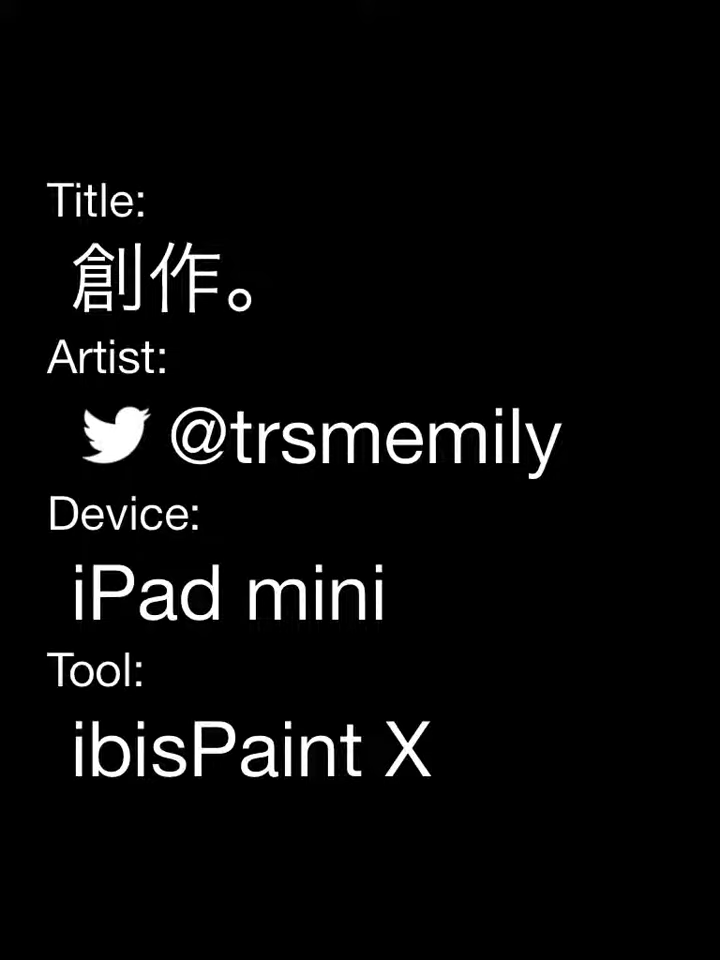 Title:
創作。
Artist:
@trsmemily
Device:
iPad mini
Tool:
ibisPaint X